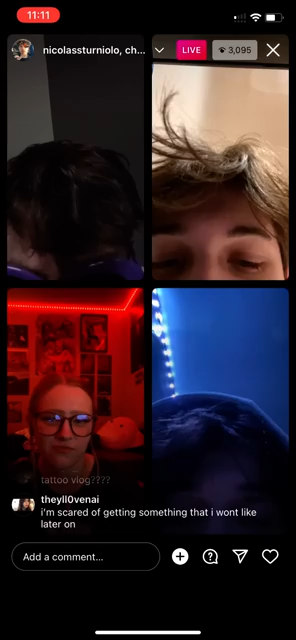 11:11
nicolassturniolo, ch...
LIVE
3,095
tattoo vlog????
theyll0venai
i'm scared of getting something that i wont like
later on
Add a comment...